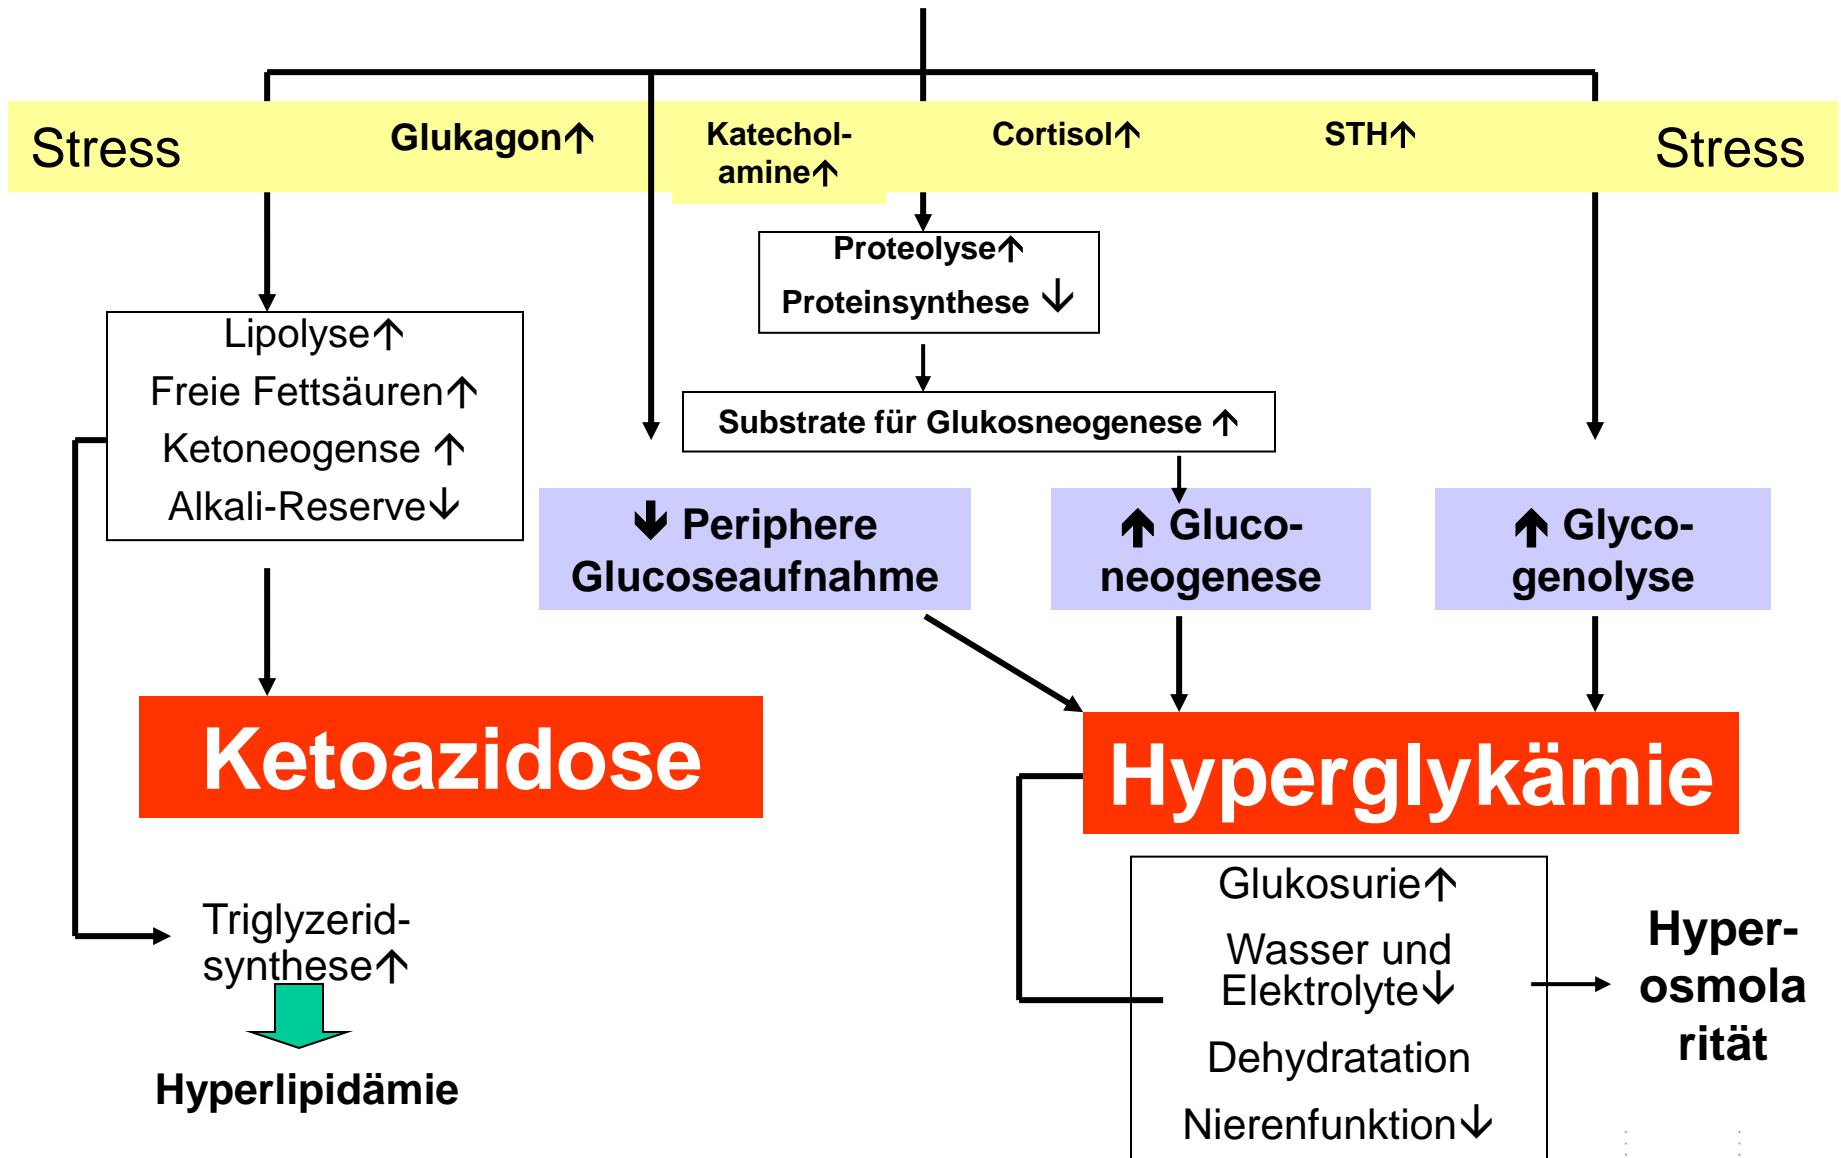 Stress
Glukagon↑
Katechol-
amine↑
Cortisol↑
STH↑
Stress
Proteolyse↑
Proteinsynthese ↓
Lipolyse↑
Freie Fettsäuren↑
Ketoneogense ↑
Alkali-Reserve↓
Substrate für Glukosneogenese ↑
↓ Periphere
Glucoseaufnahme
↑ Gluco-
neogenese
↑ Glyco-
genolyse
Ketoazidose
Hyperglykämie
Triglyzerid-
synthese↑
Hyperlipidämie
Glukosurie↑
Wasser und
Elektrolyte↓
Dehydratation
Nierenfunktion↓
Hyper-
osmola
rität